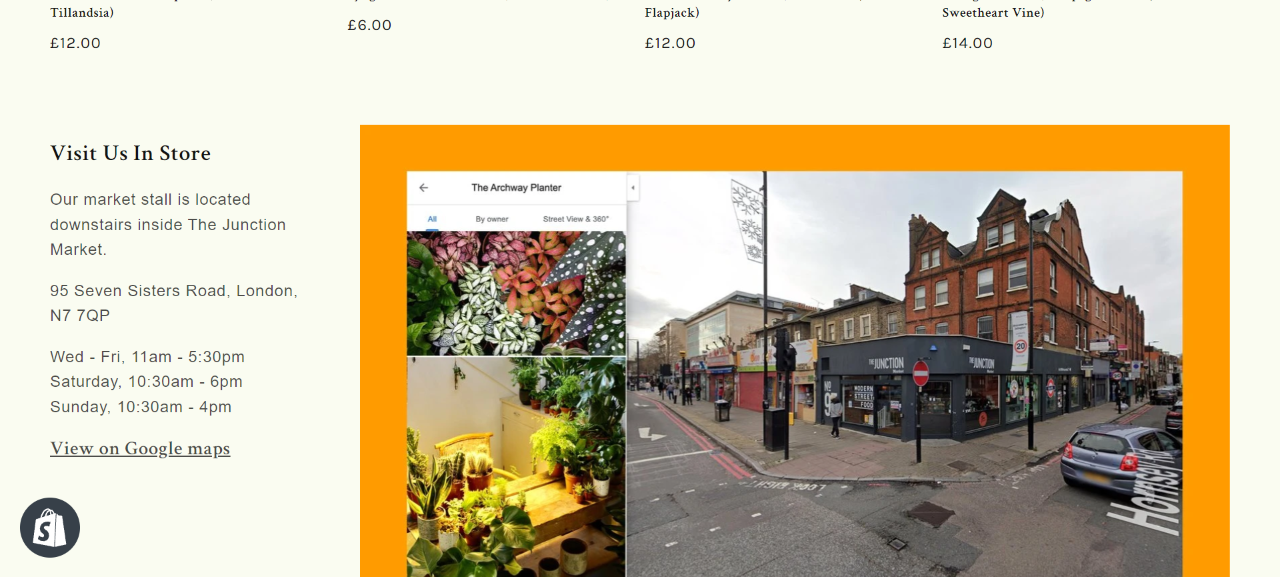 Tillandsia)
£12.00
£6.00
Flapjack)
£12.00
Sweetheart Vine)
£14.00
Visit Us In Store
Our market stall is located
downstairs inside The Junction
Market.
95 Seven Sisters Road, London,
N7 7QP
Wed - Fri, 11am - 5:30pm
Saturday, 10:30am - 6pm
Sunday, 10:30am - 4pm
View on Google maps
The Archway Planter
All By owner Street View & 360°
THE JUNCTION
THE JUNCTION
No
9
MODERN
STREET
FOOD
20
LOOK RIGHT
Hornsey
S